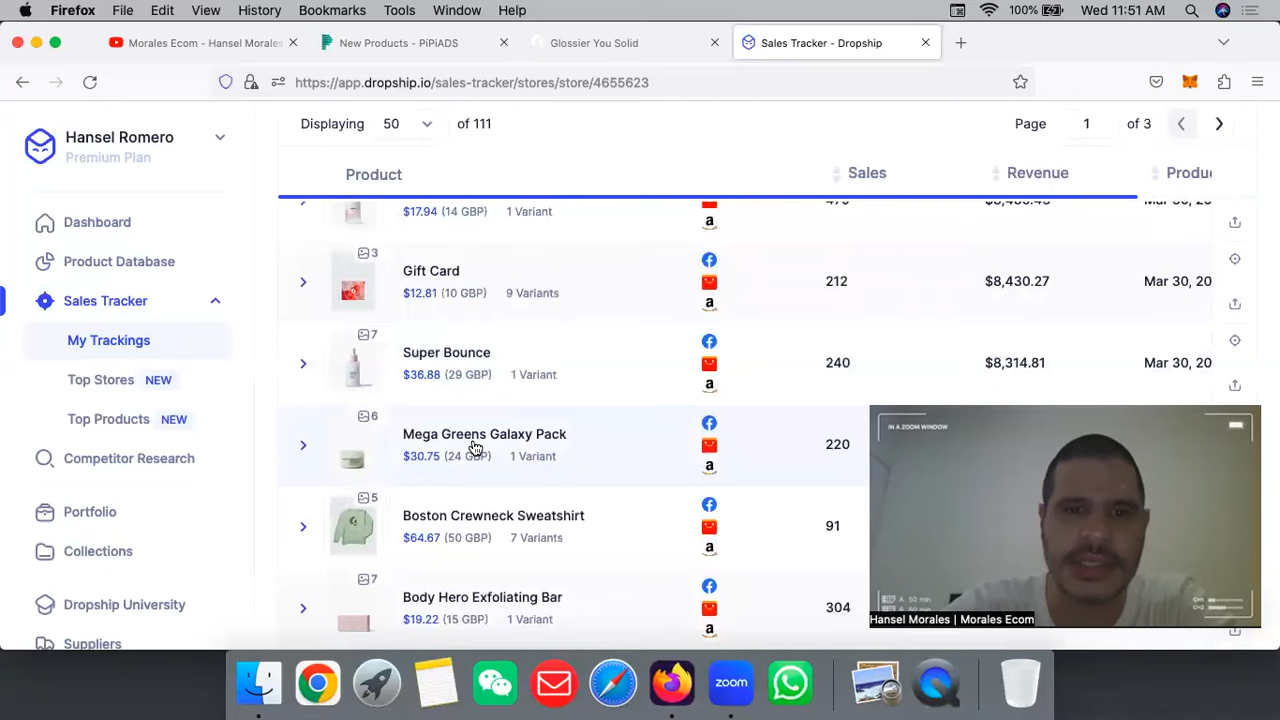 Firefox File Edit View History Bookmarks Tools Window Help 100% Wed 11:51 AM
Morales Ecom - Hansel Morales
New Products - PiPiADS
Glossier You Solid
Sales Tracker - Dropship
https://app.dropship.io/sales-tracker/stores/store/4655623
Hansel Romero
Premium Plan
Dashboard
Product Database
Sales Tracker
My Trackings
Top Stores NEW
Top Products NEW
Competitor Research
Portfolio
Collections
Dropship University
Suppliers
Displaying 50 of 111 Page 1 of 3
Product Sales Revenue Produ
$17.94 (14 GBP) 1 Variant
3
Gift Card
$12.81 (10 GBP) 9 Variants
212 $8,430.27 Mar 30, 20
7
Super Bounce
$36.88 (29 GBP) 1 Variant
240 $8,314.81 Mar 30, 20
6
Mega Greens Galaxy Pack
$30.75 (24 GBP) 1 Variant
220
5
Boston Crewneck Sweatshirt
$64.67 (50 GBP) 7 Variants
91
7
Body Hero Exfoliating Bar
$19.22 (15 GBP) 1 Variant
304
IN A ZOOM WINDOW
Hansel Morales | Morales Ecom
zoom